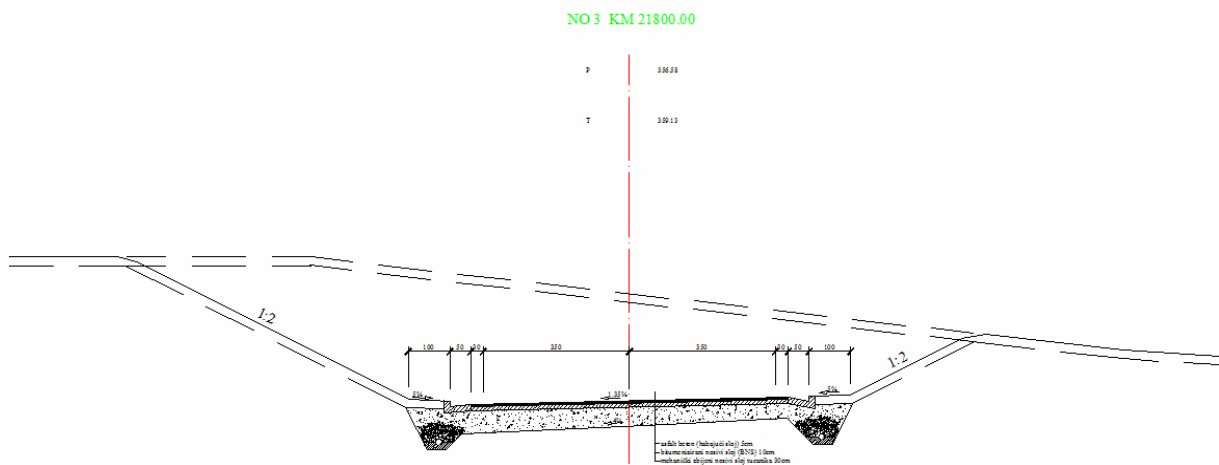 NO 3 KM 21800.00
P 356.58
T 359.13
1:2
100 50 30 350 350 30 50 100
1:2
5% 1.35% 5%
asfalt beton (habajući sloj) 5cm
bitumenizirani nosivi sloj (BNS) 10cm
mehanički zbijeni nosivi sloj tucanika 30cm